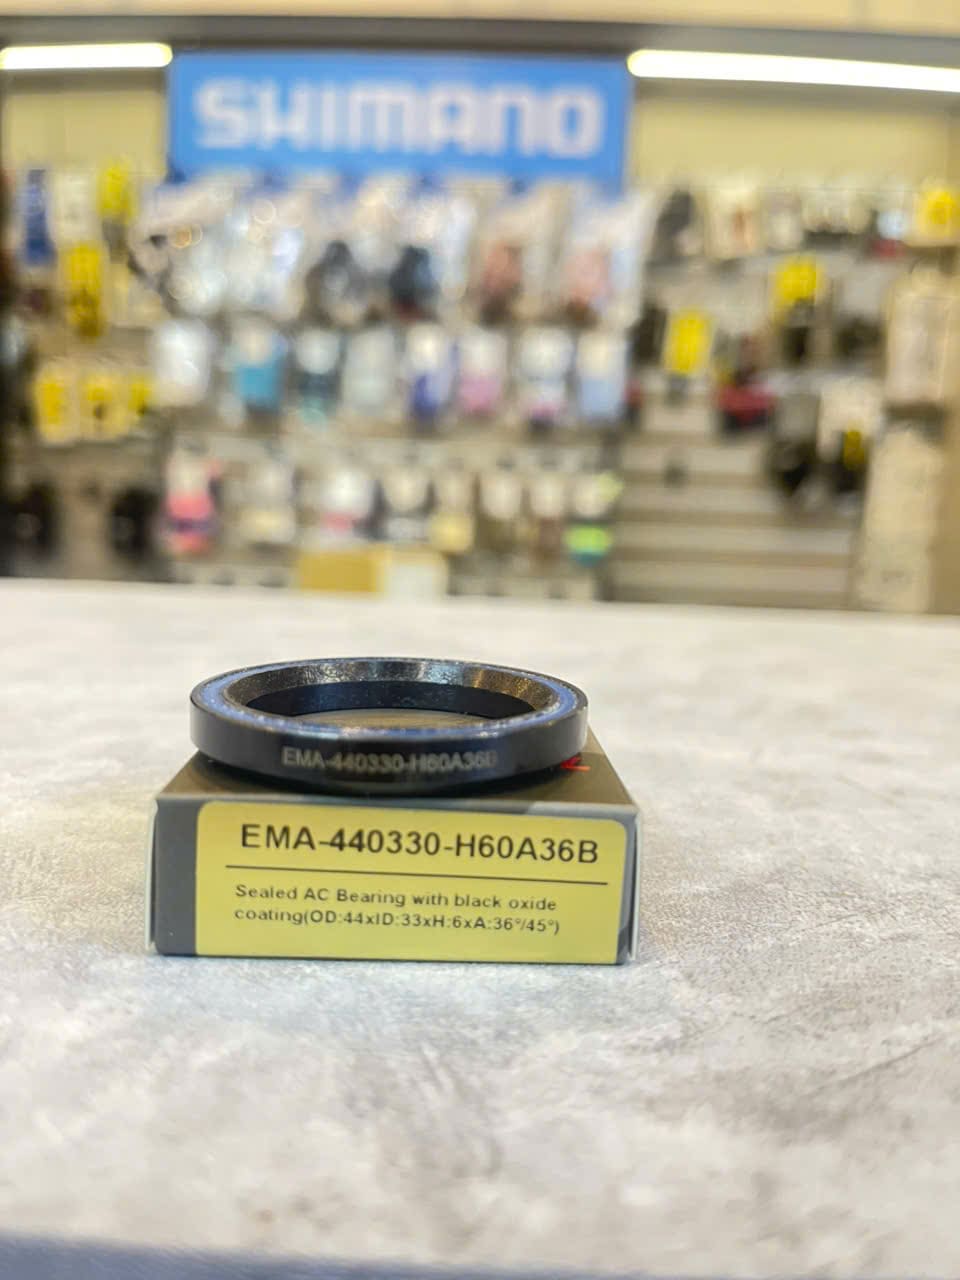 SHIMANO
EMA-440330-H60A36B
EMA-440330-H60A36B
Sealed AC Bearing with black oxide
coating(OD:44xID:33xH:6xA:36°/45°)